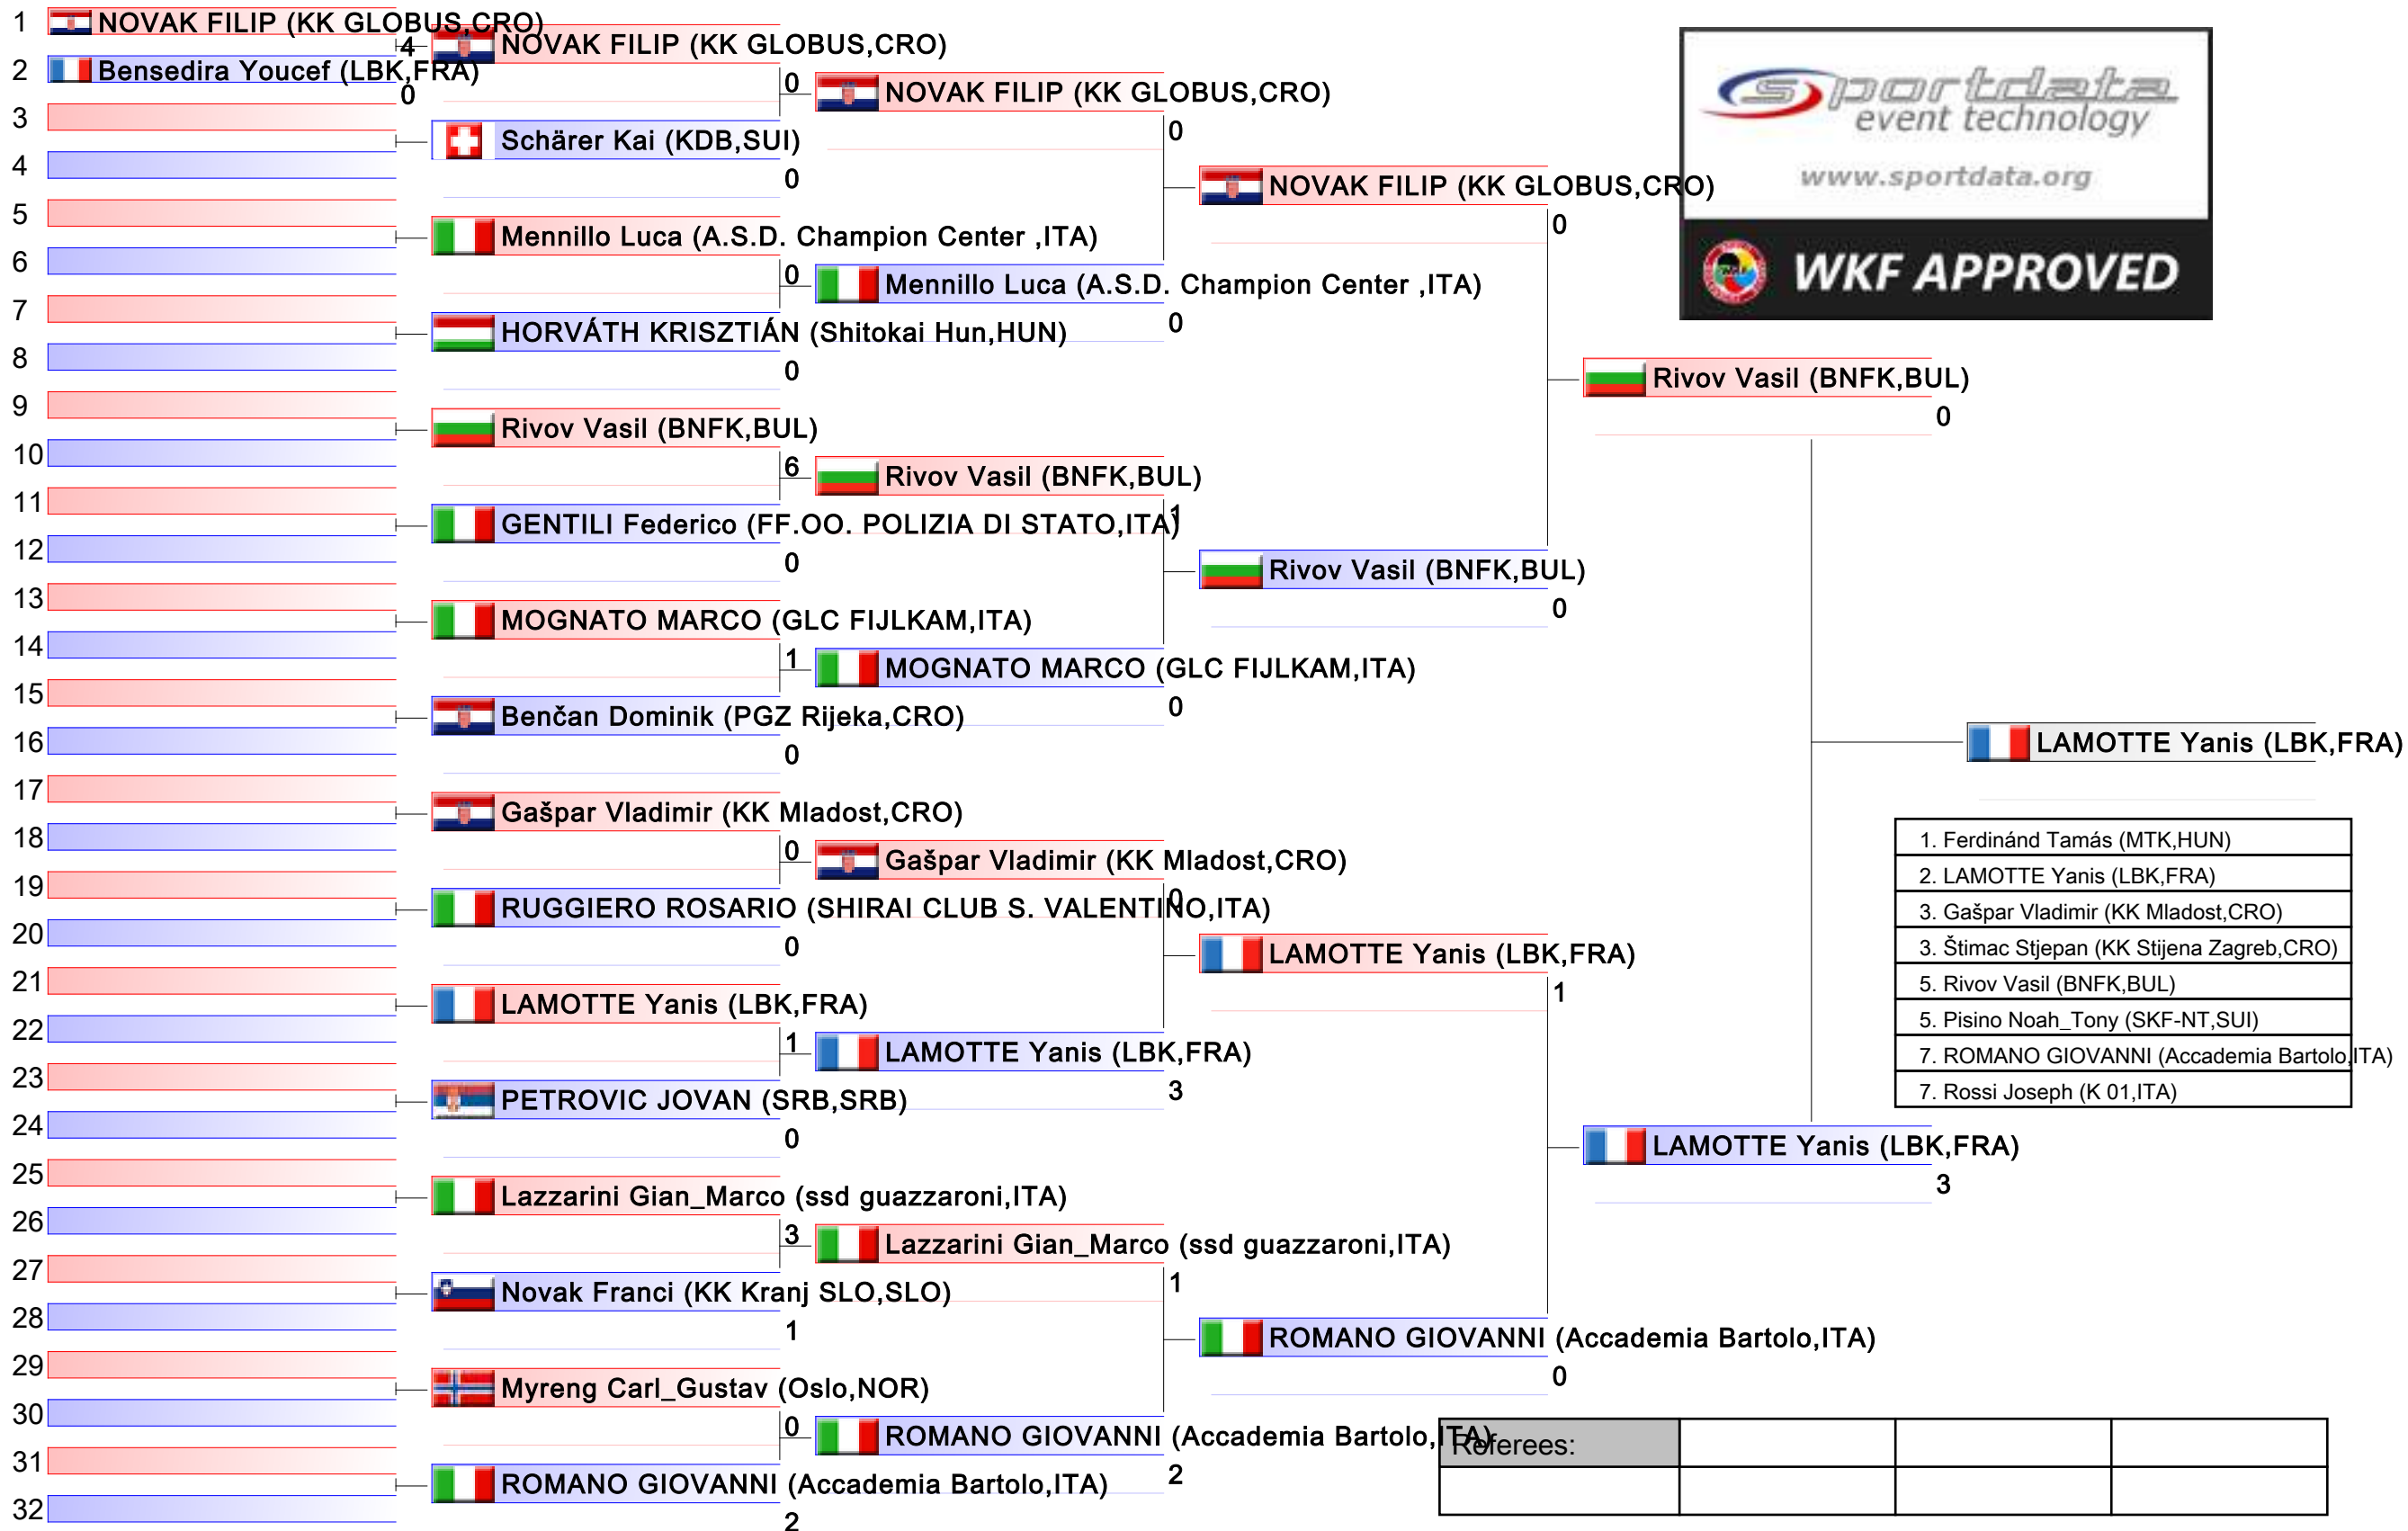 1 NOVAK FILIP (KK GLOBUS,CRO)
4
2 Bensedira Youcef (LBK,FRA)
0
3
4
5
6
7
8
9
10
11
12
13
14
15
16
17
18
19
20
21
22
23
24
25
26
27
28
29
30
31
32
NOVAK FILIP (KK GLOBUS,CRO)
0
Schärer Kai (KDB,SUI)
0
Mennillo Luca (A.S.D. Champion Center ,ITA)
0
HORVÁTH KRISZTIÁN (Shitokai Hun,HUN)
0
Rivov Vasil (BNFK,BUL)
6
GENTILI Federico (FF.OO. POLIZIA DI STATO,ITA)
0
MOGNATO MARCO (GLC FIJLKAM,ITA)
1
Benčan Dominik (PGZ Rijeka,CRO)
0
Gašpar Vladimir (KK Mladost,CRO)
0
RUGGIERO ROSARIO (SHIRAI CLUB S. VALENTINO,ITA)
0
LAMOTTE Yanis (LBK,FRA)
1
PETROVIC JOVAN (SRB,SRB)
0
Lazzarini Gian_Marco (ssd guazzaroni,ITA)
3
Novak Franci (KK Kranj SLO,SLO)
1
Myreng Carl_Gustav (Oslo,NOR)
0
ROMANO GIOVANNI (Accademia Bartolo,ITA)
2
NOVAK FILIP (KK GLOBUS,CRO)
0
Mennillo Luca (A.S.D. Champion Center ,ITA)
0
Rivov Vasil (BNFK,BUL)
1
MOGNATO MARCO (GLC FIJLKAM,ITA)
0
Gašpar Vladimir (KK Mladost,CRO)
0
LAMOTTE Yanis (LBK,FRA)
3
Lazzarini Gian_Marco (ssd guazzaroni,ITA)
1
ROMANO GIOVANNI (Accademia Bartolo,ITA)
2
NOVAK FILIP (KK GLOBUS,CRO)
0
Rivov Vasil (BNFK,BUL)
0
LAMOTTE Yanis (LBK,FRA)
1
ROMANO GIOVANNI (Accademia Bartolo,ITA)
0
Rivov Vasil (BNFK,BUL)
0
LAMOTTE Yanis (LBK,FRA)
3
LAMOTTE Yanis (LBK,FRA)
sportdata
event technology
www.sportdata.org
WKF APPROVED
1. Ferdinánd Tamás (MTK,HUN)
2. LAMOTTE Yanis (LBK,FRA)
3. Gašpar Vladimir (KK Mladost,CRO)
3. Štimac Stjepan (KK Stijena Zagreb,CRO)
5. Rivov Vasil (BNFK,BUL)
5. Pisino Noah_Tony (SKF-NT,SUI)
7. ROMANO GIOVANNI (Accademia Bartolo,ITA)
7. Rossi Joseph (K 01,ITA)
Referees: